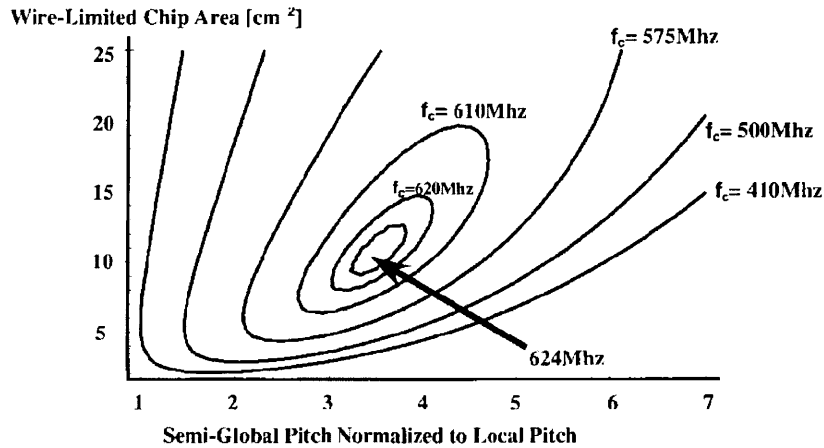 Wire-Limited Chip Area [cm ²]
25
f_c= 575Mhz
f_c= 610Mhz
20
f_c= 500Mhz
15
f_c=620Mhz
f_c= 410Mhz
10
5
624Mhz
1 2 3 4 5 6 7
Semi-Global Pitch Normalized to Local Pitch